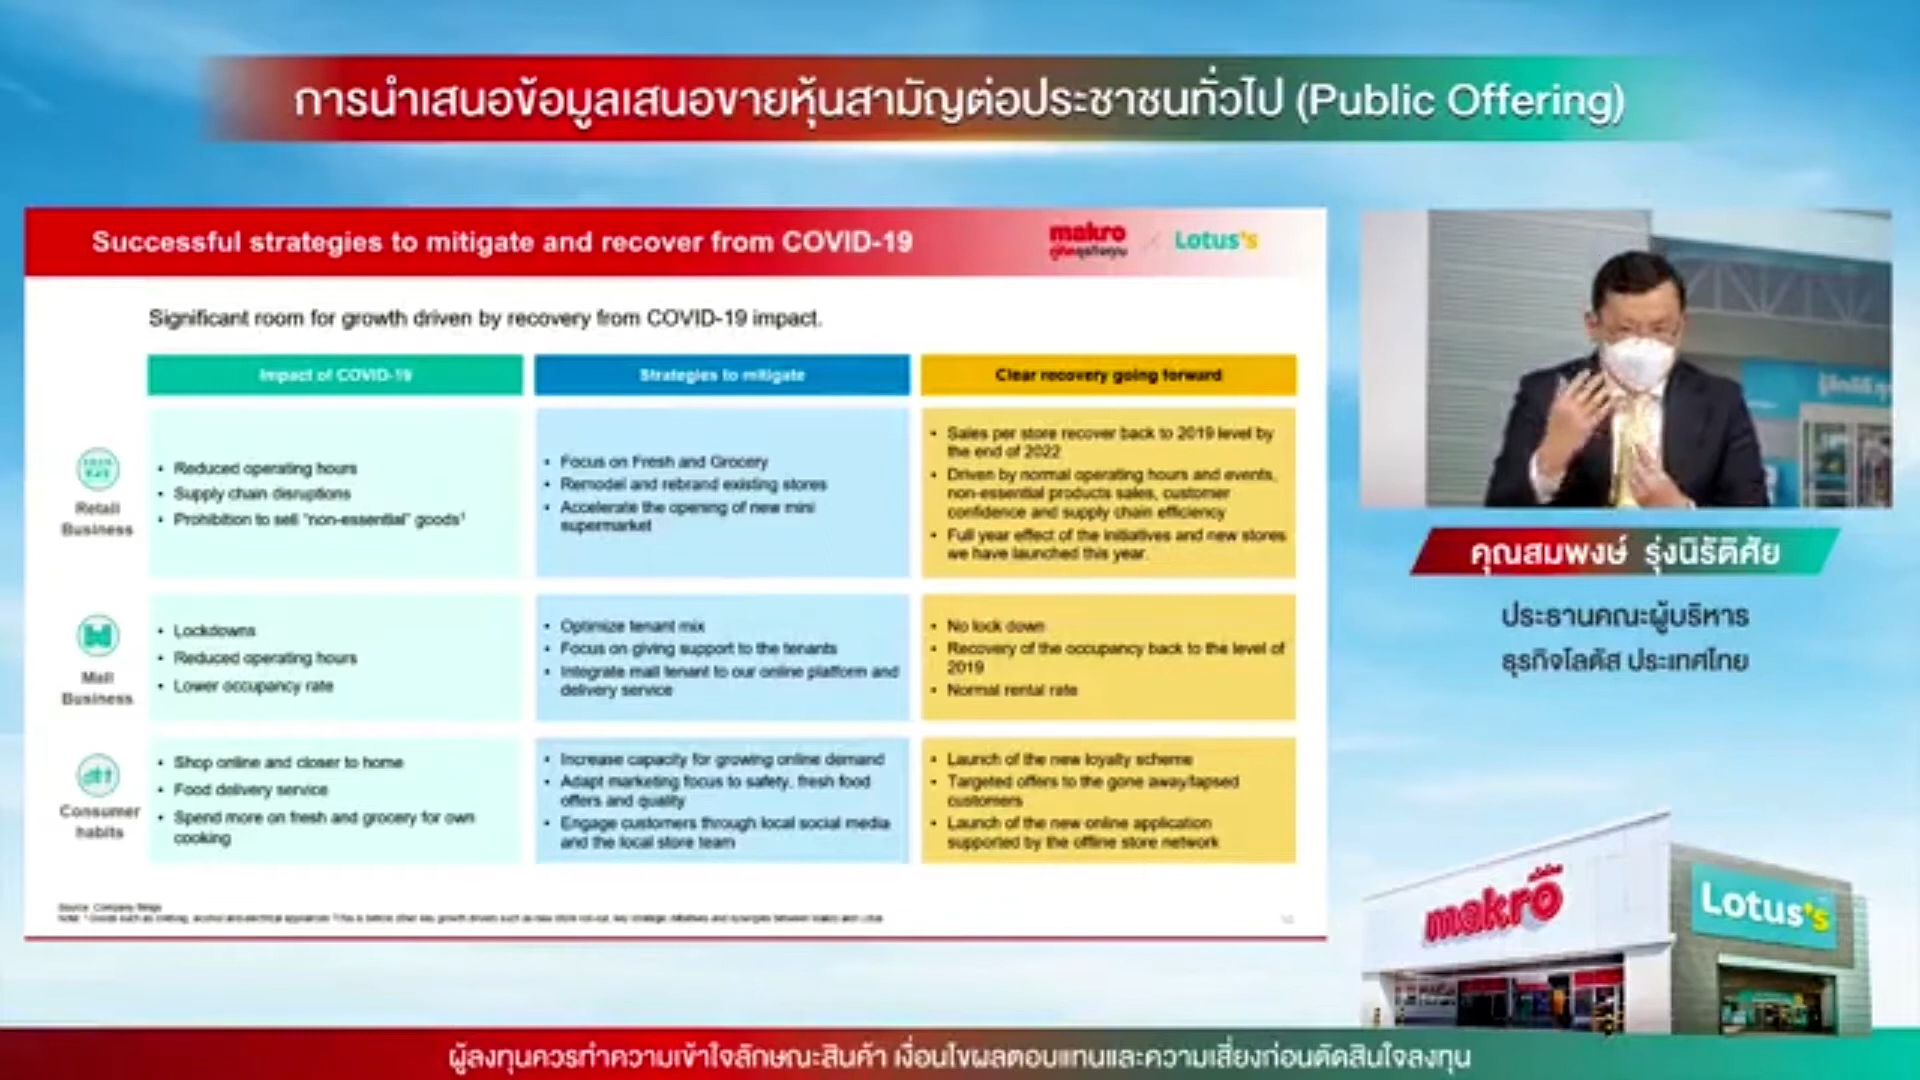 การนำเสนอข้อมูลเสนอขายหุ้นสามัญต่อประชาชนทั่วไป (Public Offering)
Successful strategies to mitigate and recover from COVID-19
makro
Lotus's
Significant room for growth driven by recovery from COVID-19 impact.
Impact of COVID-19
Strategies to mitigate
Clear recovery going forward
Retail
Business
• Reduced operating hours
• Supply chain disruptions
• Prohibition to sell "non-essential" goods¹
• Focus on Fresh and Grocery
• Remodel and rebrand existing stores
• Accelerate the opening of new mini
supermarket
• Sales per store recover back to 2019 level by
the end of 2022
• Driven by normal operating hours and events,
non-essential products sales, customer
confidence and supply chain efficiency
• Full year effect of the initiatives and new stores
we have launched this year.
Mall
Business
• Lockdowns
• Reduced operating hours
• Lower occupancy rate
• Optimize tenant mix
• Focus on giving support to the tenants
• Integrate mall tenant to our online platform and
delivery service
• No lock down
• Recovery of the occupancy back to the level of
2019
• Normal rental rate
Consumer
habits
• Shop online and closer to home
• Food delivery service
• Spend more on fresh and grocery for own
cooking
• Increase capacity for growing online demand
• Adapt marketing focus to safety, fresh food
offers and quality
• Engage customers through local social media
and the local store team
• Launch of the new loyalty scheme
• Targeted offers to the gone away/lapsed
customers
• Launch of the new online application
supported by the offline store network
Source: Company filings
คุณสมพงษ์ รุ่งนิรัติศัย
ประธานคณะผู้บริหาร
ธุรกิจโลตัส ประเทศไทย
makro
Lotus's
ผู้ลงทุนควรทำความเข้าใจลักษณะสินค้า เงื่อนไขผลตอบแทนและความเสี่ยงก่อนตัดสินใจลงทุน